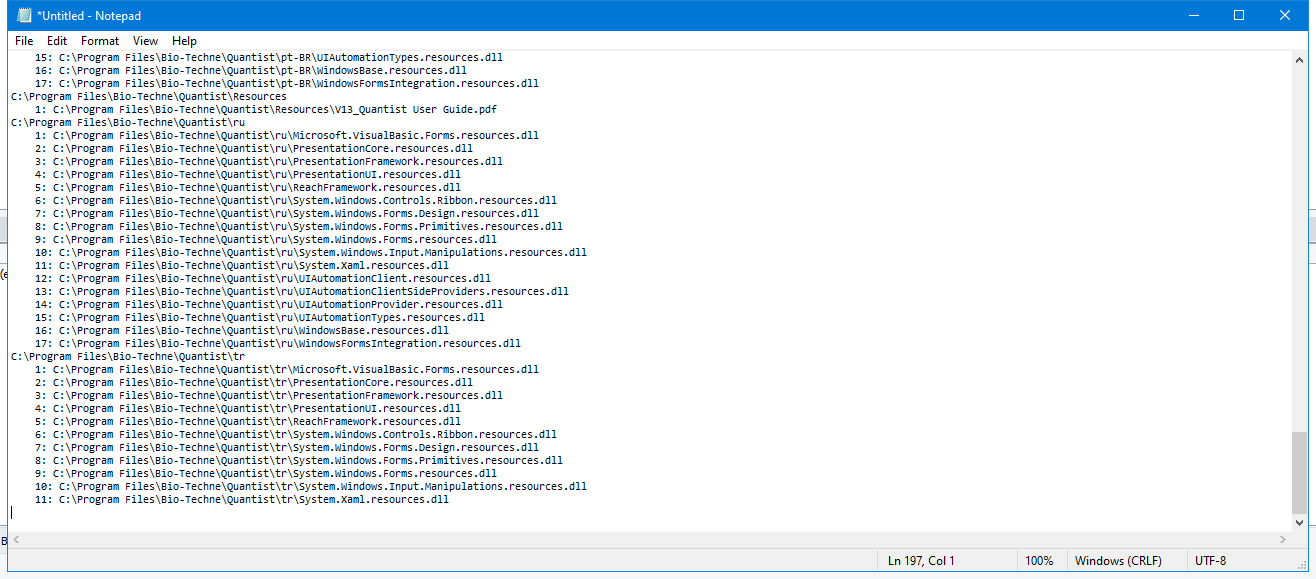 *Untitled - Notepad
File Edit Format View Help
15: C:\Program Files\Bio-Techne\Quantist\pt-BR\UIAutomationTypes.resources.dll
16: C:\Program Files\Bio-Techne\Quantist\pt-BR\WindowsBase.resources.dll
17: C:\Program Files\Bio-Techne\Quantist\pt-BR\WindowsFormsIntegration.resources.dll
C:\Program Files\Bio-Techne\Quantist\Resources
1: C:\Program Files\Bio-Techne\Quantist\Resources\V13_Quantist User Guide.pdf
C:\Program Files\Bio-Techne\Quantist\ru
1: C:\Program Files\Bio-Techne\Quantist\ru\Microsoft.VisualBasic.Forms.resources.dll
2: C:\Program Files\Bio-Techne\Quantist\ru\PresentationCore.resources.dll
3: C:\Program Files\Bio-Techne\Quantist\ru\PresentationFramework.resources.dll
4: C:\Program Files\Bio-Techne\Quantist\ru\PresentationUI.resources.dll
5: C:\Program Files\Bio-Techne\Quantist\ru\ReachFramework.resources.dll
6: C:\Program Files\Bio-Techne\Quantist\ru\System.Windows.Controls.Ribbon.resources.dll
7: C:\Program Files\Bio-Techne\Quantist\ru\System.Windows.Forms.Design.resources.dll
8: C:\Program Files\Bio-Techne\Quantist\ru\System.Windows.Forms.Primitives.resources.dll
9: C:\Program Files\Bio-Techne\Quantist\ru\System.Windows.Forms.resources.dll
10: C:\Program Files\Bio-Techne\Quantist\ru\System.Windows.Input.Manipulations.resources.dll
11: C:\Program Files\Bio-Techne\Quantist\ru\System.Xaml.resources.dll
12: C:\Program Files\Bio-Techne\Quantist\ru\UIAutomationClient.resources.dll
13: C:\Program Files\Bio-Techne\Quantist\ru\UIAutomationClientSideProviders.resources.dll
14: C:\Program Files\Bio-Techne\Quantist\ru\UIAutomationProvider.resources.dll
15: C:\Program Files\Bio-Techne\Quantist\ru\UIAutomationTypes.resources.dll
16: C:\Program Files\Bio-Techne\Quantist\ru\WindowsBase.resources.dll
17: C:\Program Files\Bio-Techne\Quantist\ru\WindowsFormsIntegration.resources.dll
C:\Program Files\Bio-Techne\Quantist\tr
1: C:\Program Files\Bio-Techne\Quantist\tr\Microsoft.VisualBasic.Forms.resources.dll
2: C:\Program Files\Bio-Techne\Quantist\tr\PresentationCore.resources.dll
3: C:\Program Files\Bio-Techne\Quantist\tr\PresentationFramework.resources.dll
4: C:\Program Files\Bio-Techne\Quantist\tr\PresentationUI.resources.dll
5: C:\Program Files\Bio-Techne\Quantist\tr\ReachFramework.resources.dll
6: C:\Program Files\Bio-Techne\Quantist\tr\System.Windows.Controls.Ribbon.resources.dll
7: C:\Program Files\Bio-Techne\Quantist\tr\System.Windows.Forms.Design.resources.dll
8: C:\Program Files\Bio-Techne\Quantist\tr\System.Windows.Forms.Primitives.resources.dll
9: C:\Program Files\Bio-Techne\Quantist\tr\System.Windows.Forms.resources.dll
10: C:\Program Files\Bio-Techne\Quantist\tr\System.Windows.Input.Manipulations.resources.dll
11: C:\Program Files\Bio-Techne\Quantist\tr\System.Xaml.resources.dll
Ln 197, Col 1 100% Windows (CRLF) UTF-8